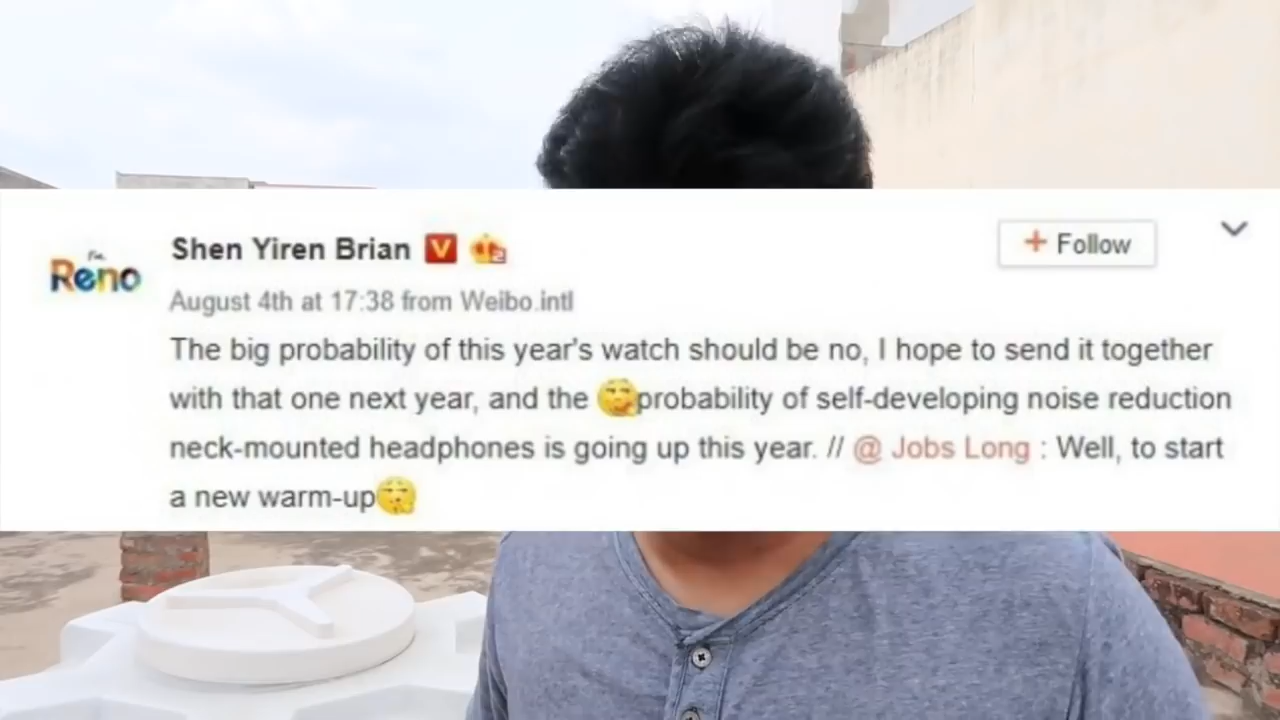 I'm
Reno
Shen Yiren Brian V 2
+ Follow
August 4th at 17:38 from Weibo.intl
The big probability of this year's watch should be no, I hope to send it together
with that one next year, and the probability of self-developing noise reduction
neck-mounted headphones is going up this year. // @ Jobs Long : Well, to start
a new warm-up